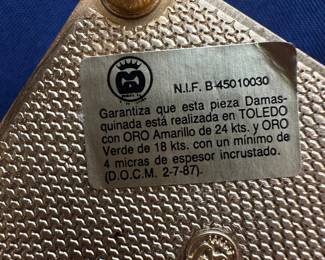 N.I.F. B-45010030
Garantiza que esta pieza Damas-
quinada está realizada en TOLEDO
con ORO Amarillo de 24 kts. y ORO
Verde de 18 kts. con un mínimo de
4 micras de espesor incrustado.
(D.O.C.M. 2-7-87).